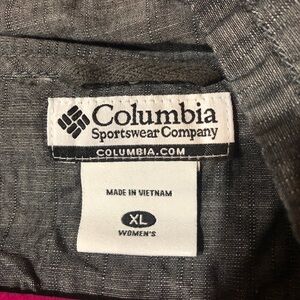 Columbia
Sportswear Company
COLUMBIA.COM
MADE IN VIETNAM
XL
WOMEN'S